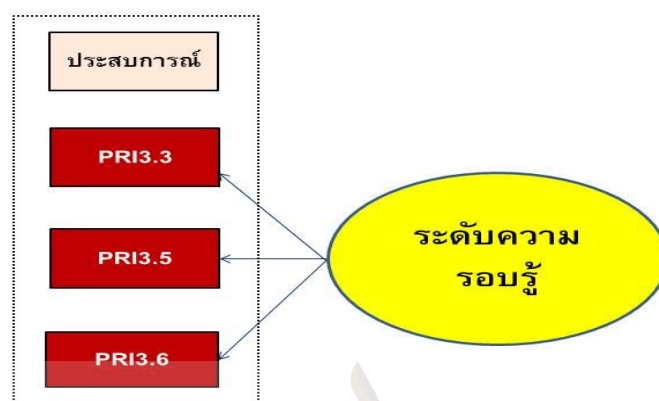 ประสบการณ์
PRI3.3
PRI3.5
PRI3.6
ระดับความ
รอบรู้